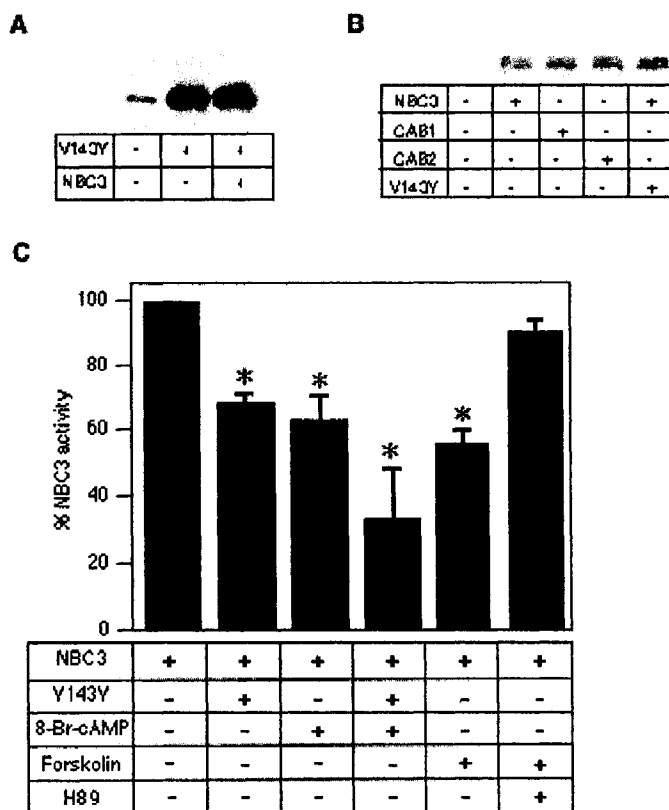 A
V143Y - + +
NBC3 - - +
B
NBC3 - + - - +
CAB1 - - + - -
CAB2 - - - + -
V143Y - - - - +
C
% NBC3 activity
100
80
60
40
20
0
* * * *
NBC3 + + + + + +
Y143Y - + - + - -
8-Br-cAMP - - + + - -
Forskolin - - - - + +
H89 - - - - - +